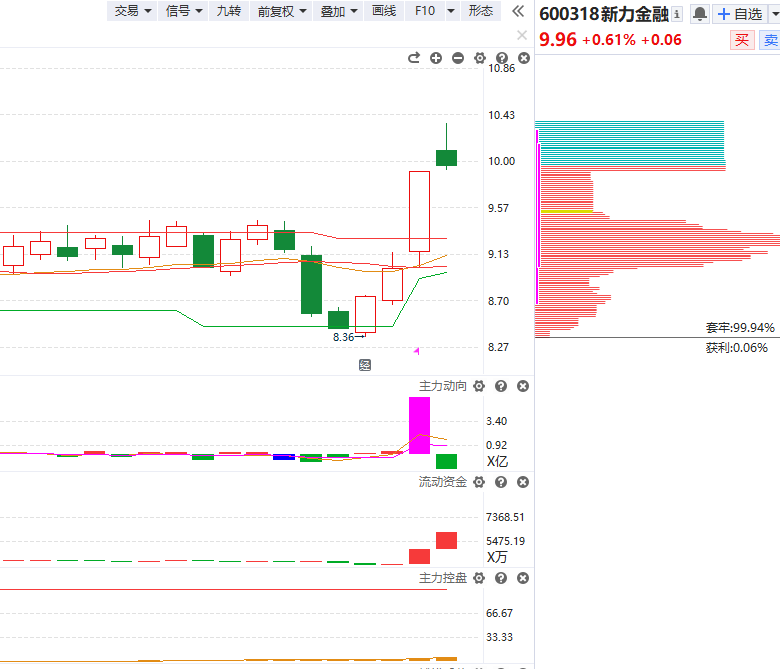 交易 信号 九转 前复权 叠加 画线 F10 形态
600318新力金融
+自选
9.96 +0.61% +0.06
买 卖
10.86
10.43
10.00
9.57
9.13
8.70
8.36
8.27
经
主力动向
3.40
0.92
X亿
流动资金
7368.51
5475.19
X万
主力控盘
66.67
33.33
套牢:99.94%
获利:0.06%